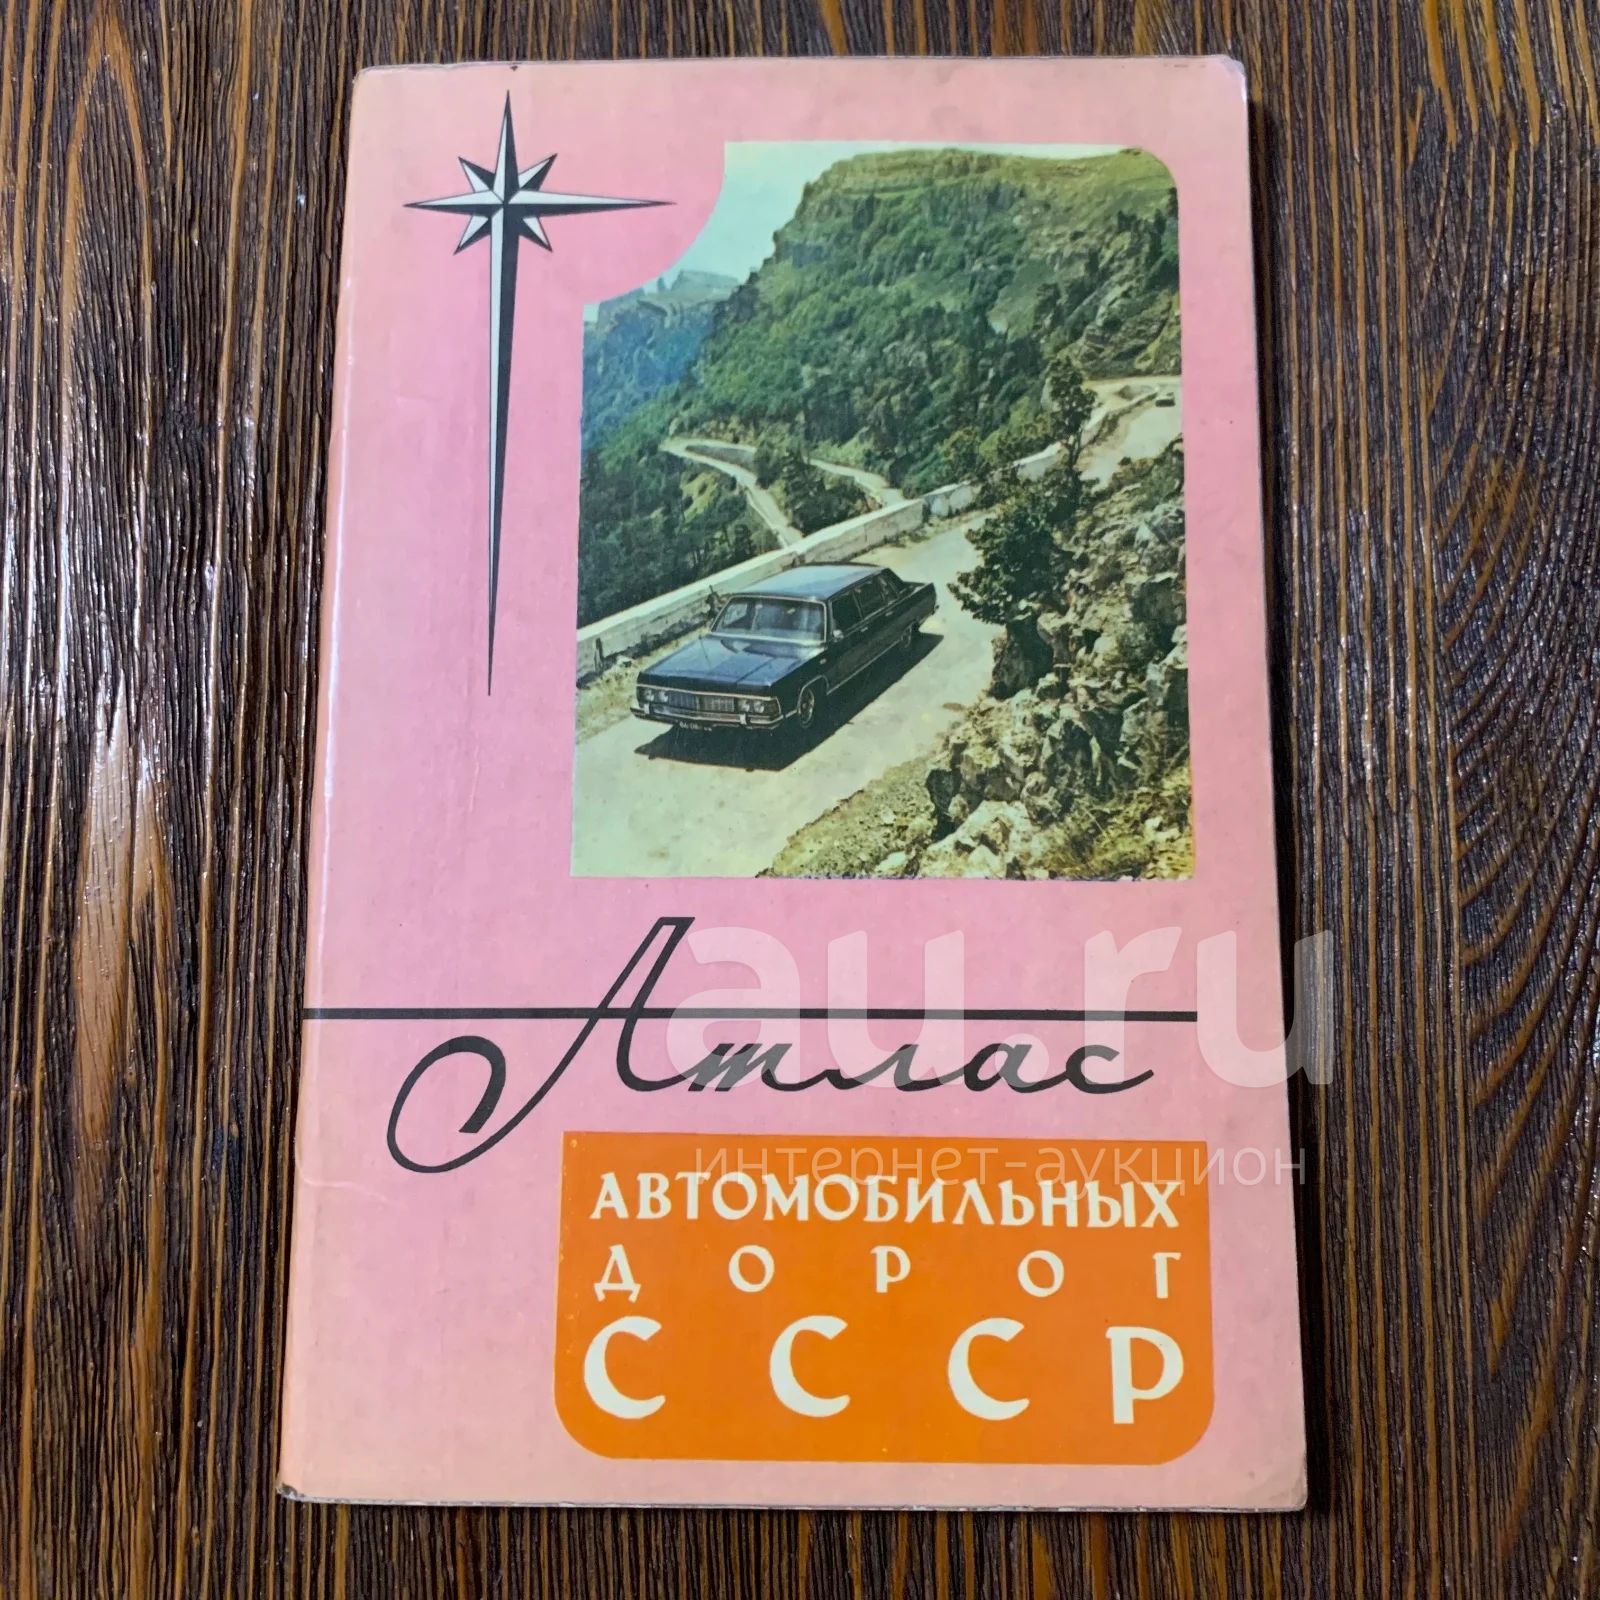 Атлас
au.ru
интернет-аукцион
АВТОМОБИЛЬНЫХ
ДОРОГ
СССР